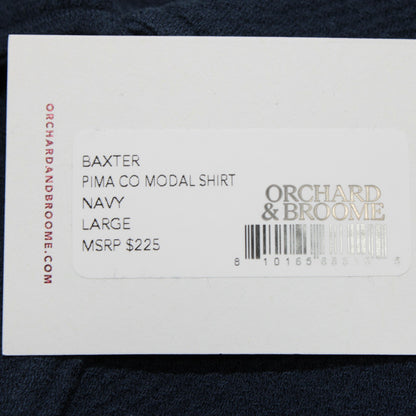 ORCHARDANDBROOME.COM
BAXTER
PIMA CO MODAL SHIRT
NAVY
LARGE
MSRP $225
ORCHARD
& BROOME